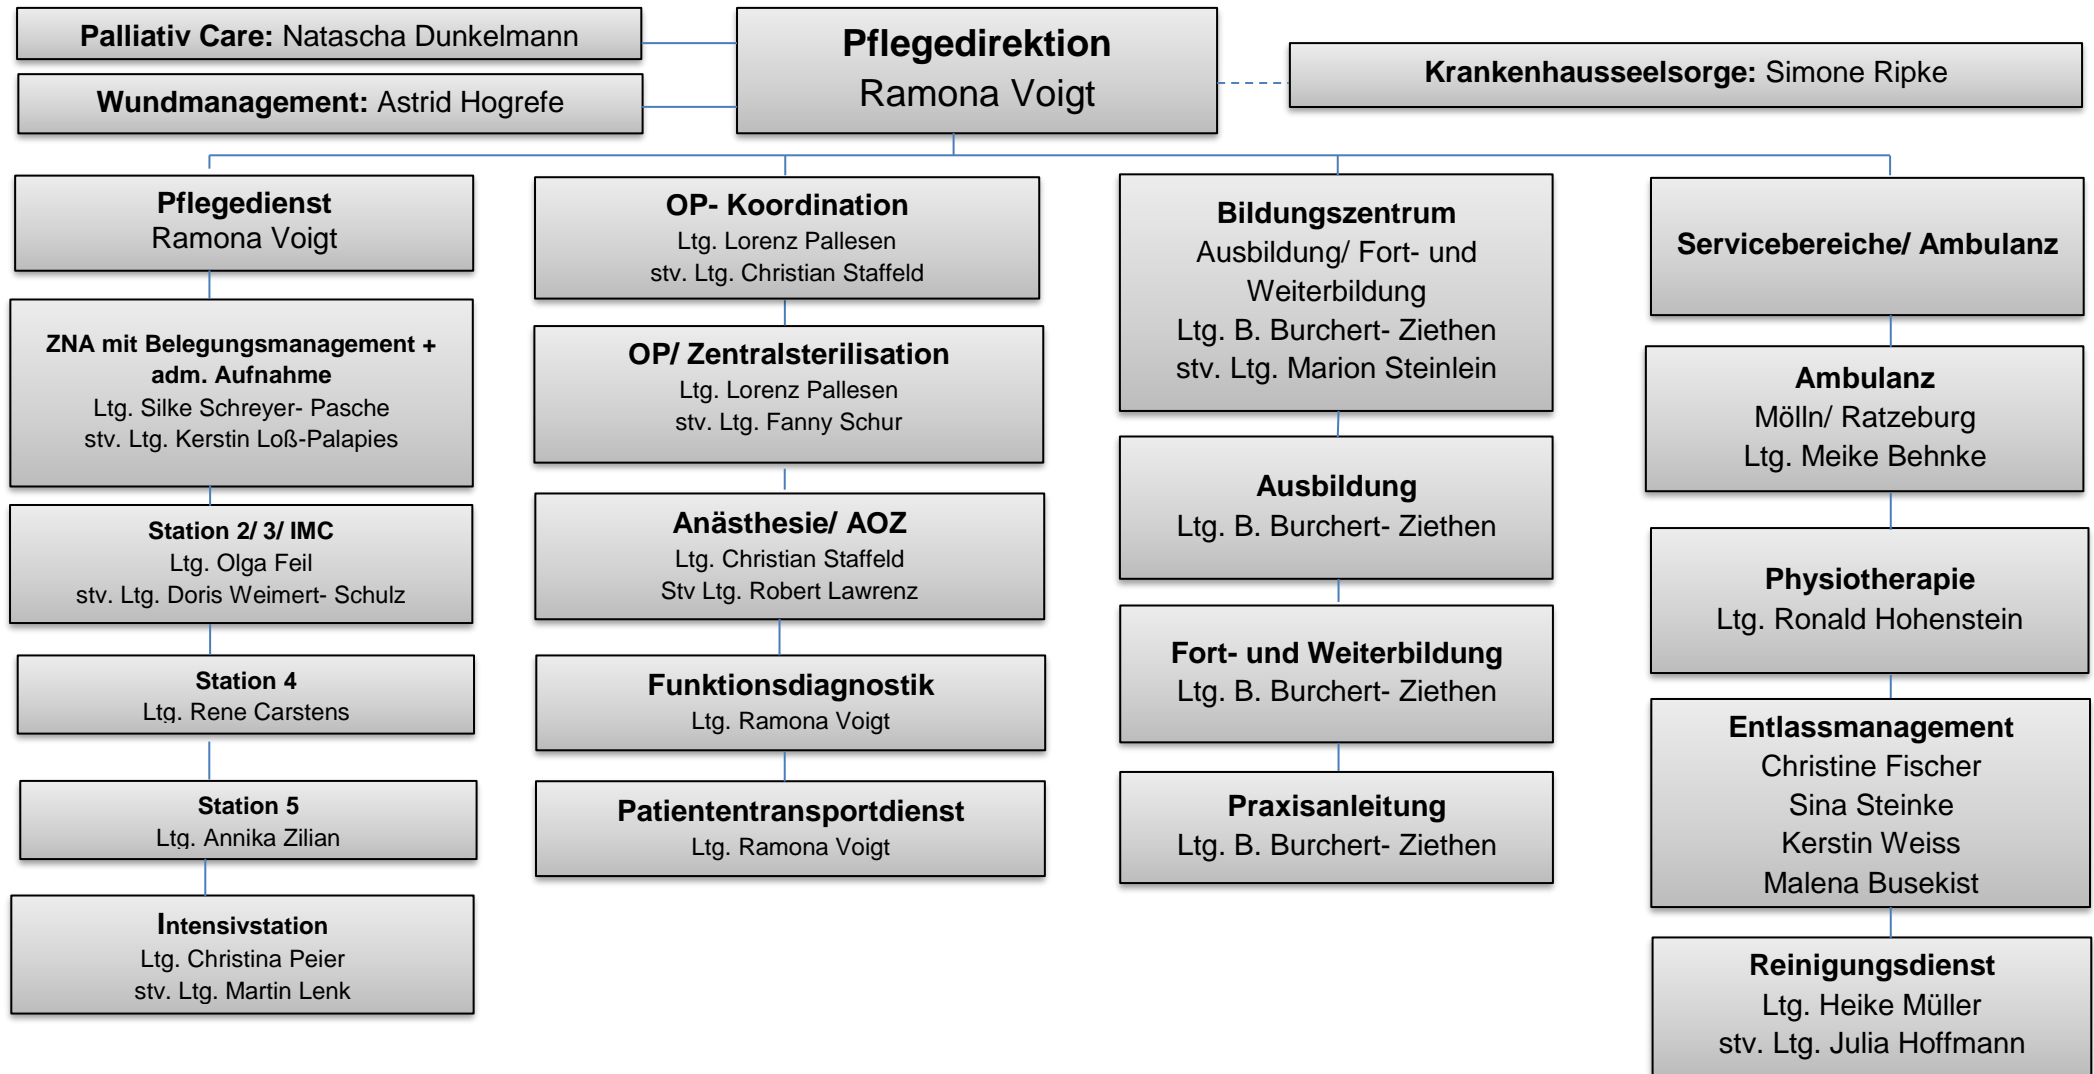 Palliativ Care: Natascha Dunkelmann
Wundmanagement: Astrid Hogrefe
Pflegedirektion
Ramona Voigt
Krankenhausseelsorge: Simone Ripke
Pflegedienst
Ramona Voigt
ZNA mit Belegungsmanagement +
adm. Aufnahme
Ltg. Silke Schreyer- Pasche
stv. Ltg. Kerstin Loß-Palapies
Station 2/ 3/ IMC
Ltg. Olga Feil
stv. Ltg. Doris Weimert- Schulz
Station 4
Ltg. Rene Carstens
Station 5
Ltg. Annika Zilian
Intensivstation
Ltg. Christina Peier
stv. Ltg. Martin Lenk
OP- Koordination
Ltg. Lorenz Pallesen
stv. Ltg. Christian Staffeld
OP/ Zentralsterilisation
Ltg. Lorenz Pallesen
stv. Ltg. Fanny Schur
Anästhesie/ AOZ
Ltg. Christian Staffeld
Stv Ltg. Robert Lawrenz
Funktionsdiagnostik
Ltg. Ramona Voigt
Patiententransportdienst
Ltg. Ramona Voigt
Bildungszentrum
Ausbildung/ Fort- und
Weiterbildung
Ltg. B. Burchert- Ziethen
stv. Ltg. Marion Steinlein
Ausbildung
Ltg. B. Burchert- Ziethen
Fort- und Weiterbildung
Ltg. B. Burchert- Ziethen
Praxisanleitung
Ltg. B. Burchert- Ziethen
Servicebereiche/ Ambulanz
Ambulanz
Mölln/ Ratzeburg
Ltg. Meike Behnke
Physiotherapie
Ltg. Ronald Hohenstein
Entlassmanagement
Christine Fischer
Sina Steinke
Kerstin Weiss
Malena Busekist
Reinigungsdienst
Ltg. Heike Müller
stv. Ltg. Julia Hoffmann